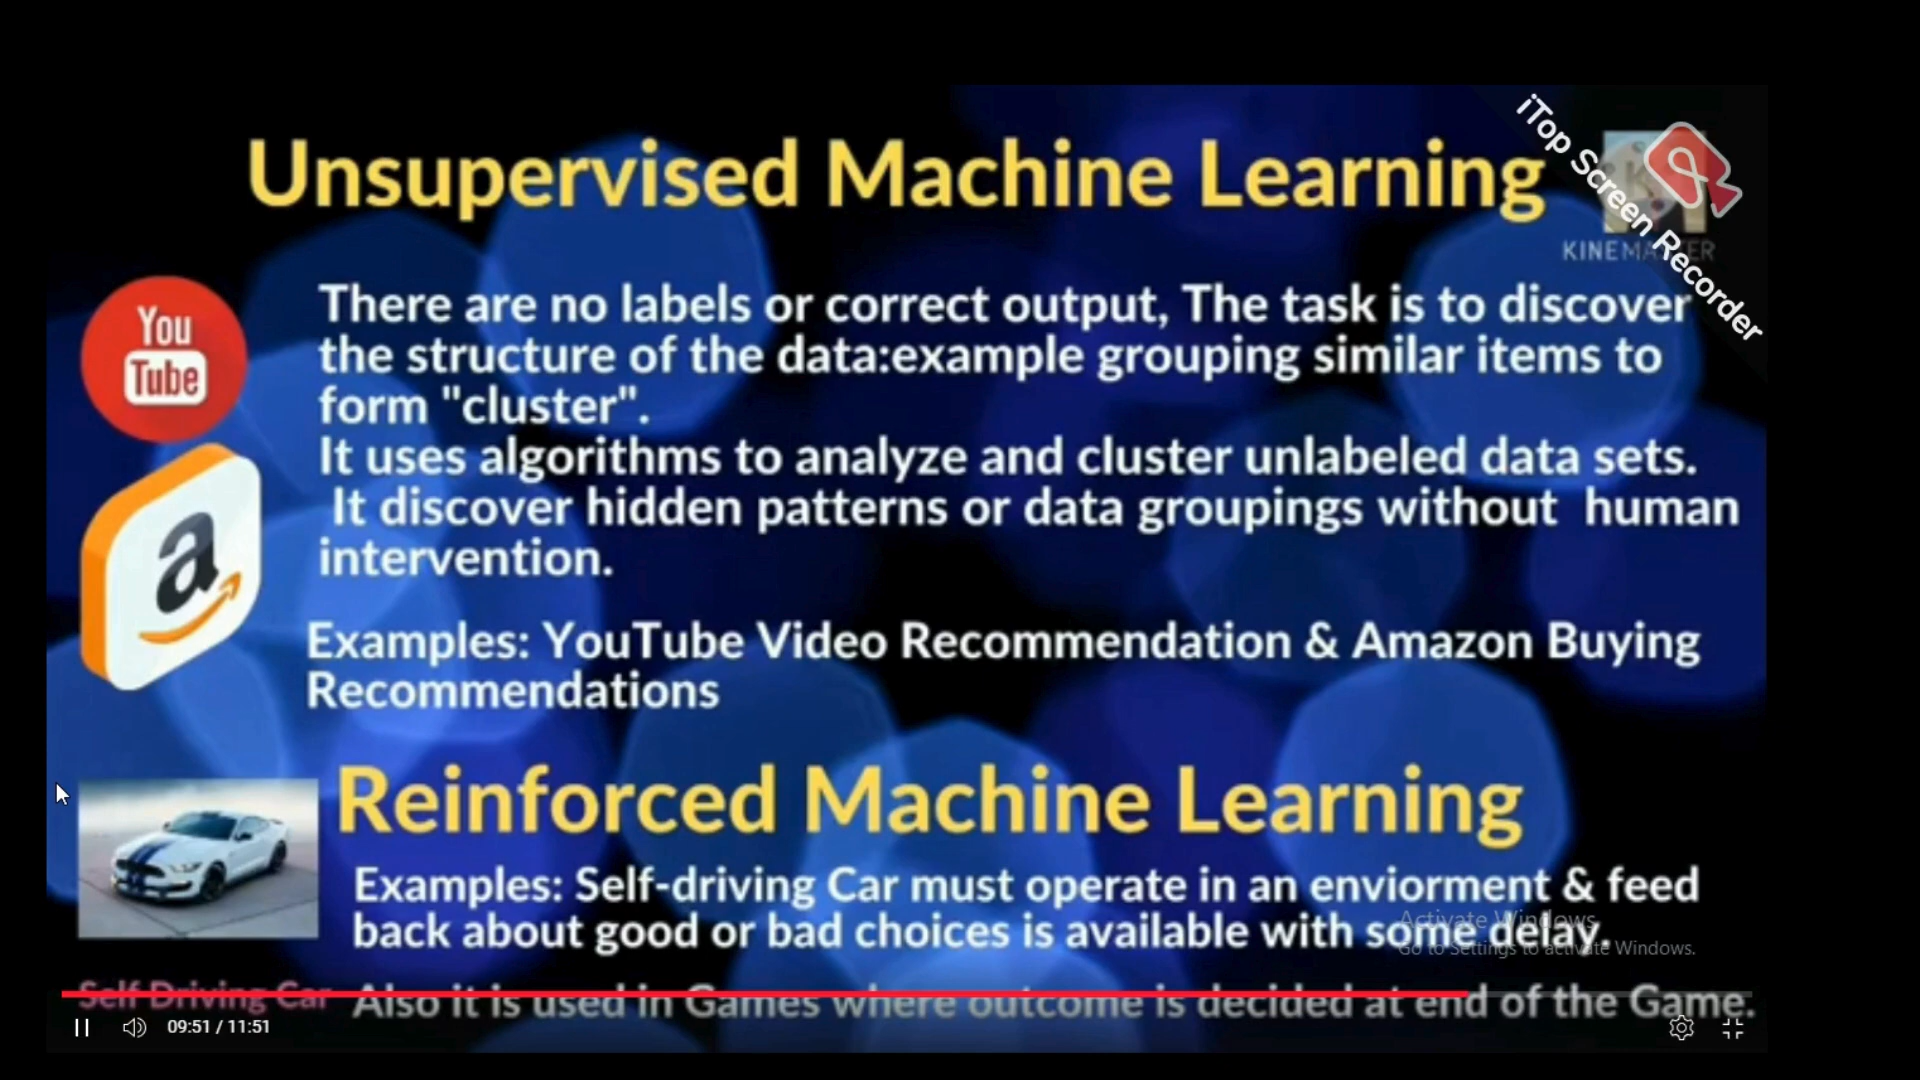 Unsupervised Machine Learning
iTop Screen Recorder
KINEMASTER
You
Tube
There are no labels or correct output, The task is to discover
the structure of the data:example grouping similar items to
form "cluster".
It uses algorithms to analyze and cluster unlabeled data sets.
It discover hidden patterns or data groupings without human
intervention.
a
Examples: YouTube Video Recommendation & Amazon Buying
Recommendations
Reinforced Machine Learning
Examples: Self-driving Car must operate in an enviorment & feed
back about good or bad choices is available with some delay.
Activate Windows
Go to Settings to activate Windows.
Self Driving Car
Also it is used in Games where outcome is decided at end of the Game.
09:51 / 11:51